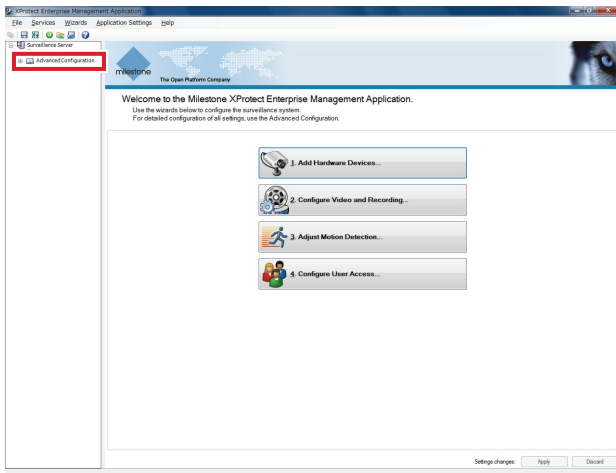 XProtect Enterprise Management Application
File Services Wizards Application Settings Help
Surveillance Server
Advanced Configuration
milestone
The Open Platform Company
Welcome to the Milestone XProtect Enterprise Management Application.
Use the wizards below to configure the surveillance system.
For detailed configuration of all settings, use the Advanced Configuration.
1. Add Hardware Devices...
2. Configure Video and Recording...
3. Adjust Motion Detection...
4. Configure User Access...
Settings changes: Apply Discard